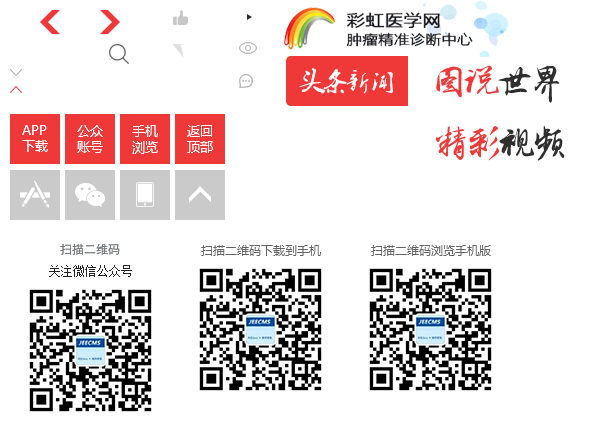 彩虹医学网
肿瘤精准诊断中心
头条新闻
图说世界
精彩视频
APP
下载
公众
账号
手机
浏览
返回
顶部
扫描二维码
关注微信公众号
扫描二维码下载到手机
扫描二维码浏览手机版
JEECMS
JEECMS
JEECMS